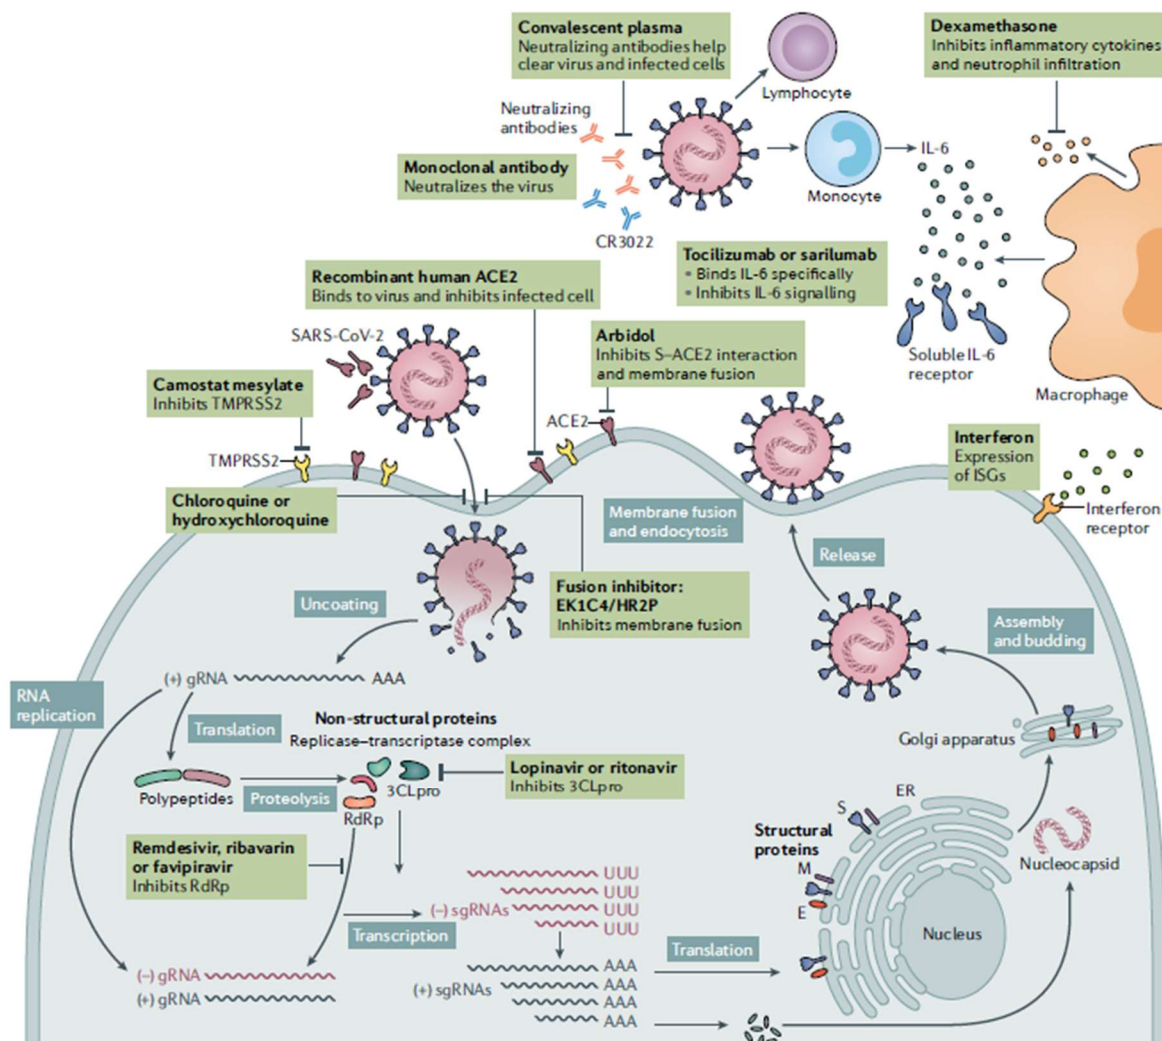 Convalescent plasma
Neutralizing antibodies help
clear virus and infected cells
Dexamethasone
Inhibits inflammatory cytokines
and neutrophil infiltration
Lymphocyte
Neutralizing
antibodies
Monoclonal antibody
Neutralizes the virus
IL-6
Monocyte
CR3022
Tocilizumab or sarilumab
• Binds IL-6 specifically
• Inhibits IL-6 signalling
Recombinant human ACE2
Binds to virus and inhibits infected cell
SARS-CoV-2
Arbidol
Inhibits S–ACE2 interaction
and membrane fusion
Soluble IL-6
receptor
Macrophage
Camostat mesylate
Inhibits TMPRSS2
ACE2
TMPRSS2
Interferon
Expression
of ISGs
Interferon
receptor
Chloroquine or
hydroxychloroquine
Membrane fusion
and endocytosis
Release
Fusion inhibitor:
EK1C4/HR2P
Inhibits membrane fusion
Uncoating
Assembly
and budding
(+) gRNA
AAA
RNA
replication
Translation
Non-structural proteins
Replicase–transcriptase complex
Golgi apparatus
Polypeptides
Proteolysis
3CLpro
RdRp
Lopinavir or ritonavir
Inhibits 3CLpro
ER
S
Structural
proteins
M
E
Nucleocapsid
Nucleus
Remdesivir, ribavarin
or favipiravir
Inhibits RdRp
UUU
UUU
(−) sgRNAs
UUU
UUU
Transcription
Translation
(−) gRNA
(+) gRNA
AAA
(+) sgRNAs
AAA
AAA
AAA